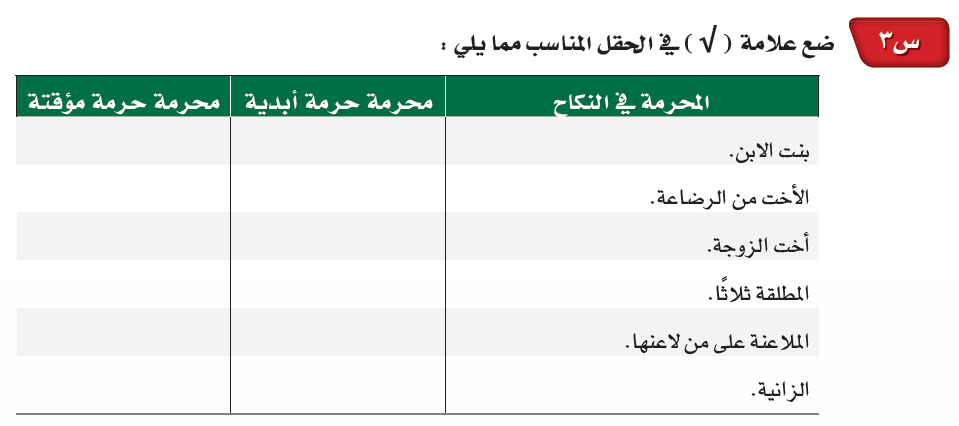 س٣ ضع علامة ( √ ) في الحقل المناسب مما يلي :
المحرمة في النكاح محرمة حرمة أبدية محرمة حرمة مؤقتة
بنت الابن.
الأخت من الرضاعة.
أخت الزوجة.
المطلقة ثلاثًا.
الملاعنة على من لاعنها.
الزانية.